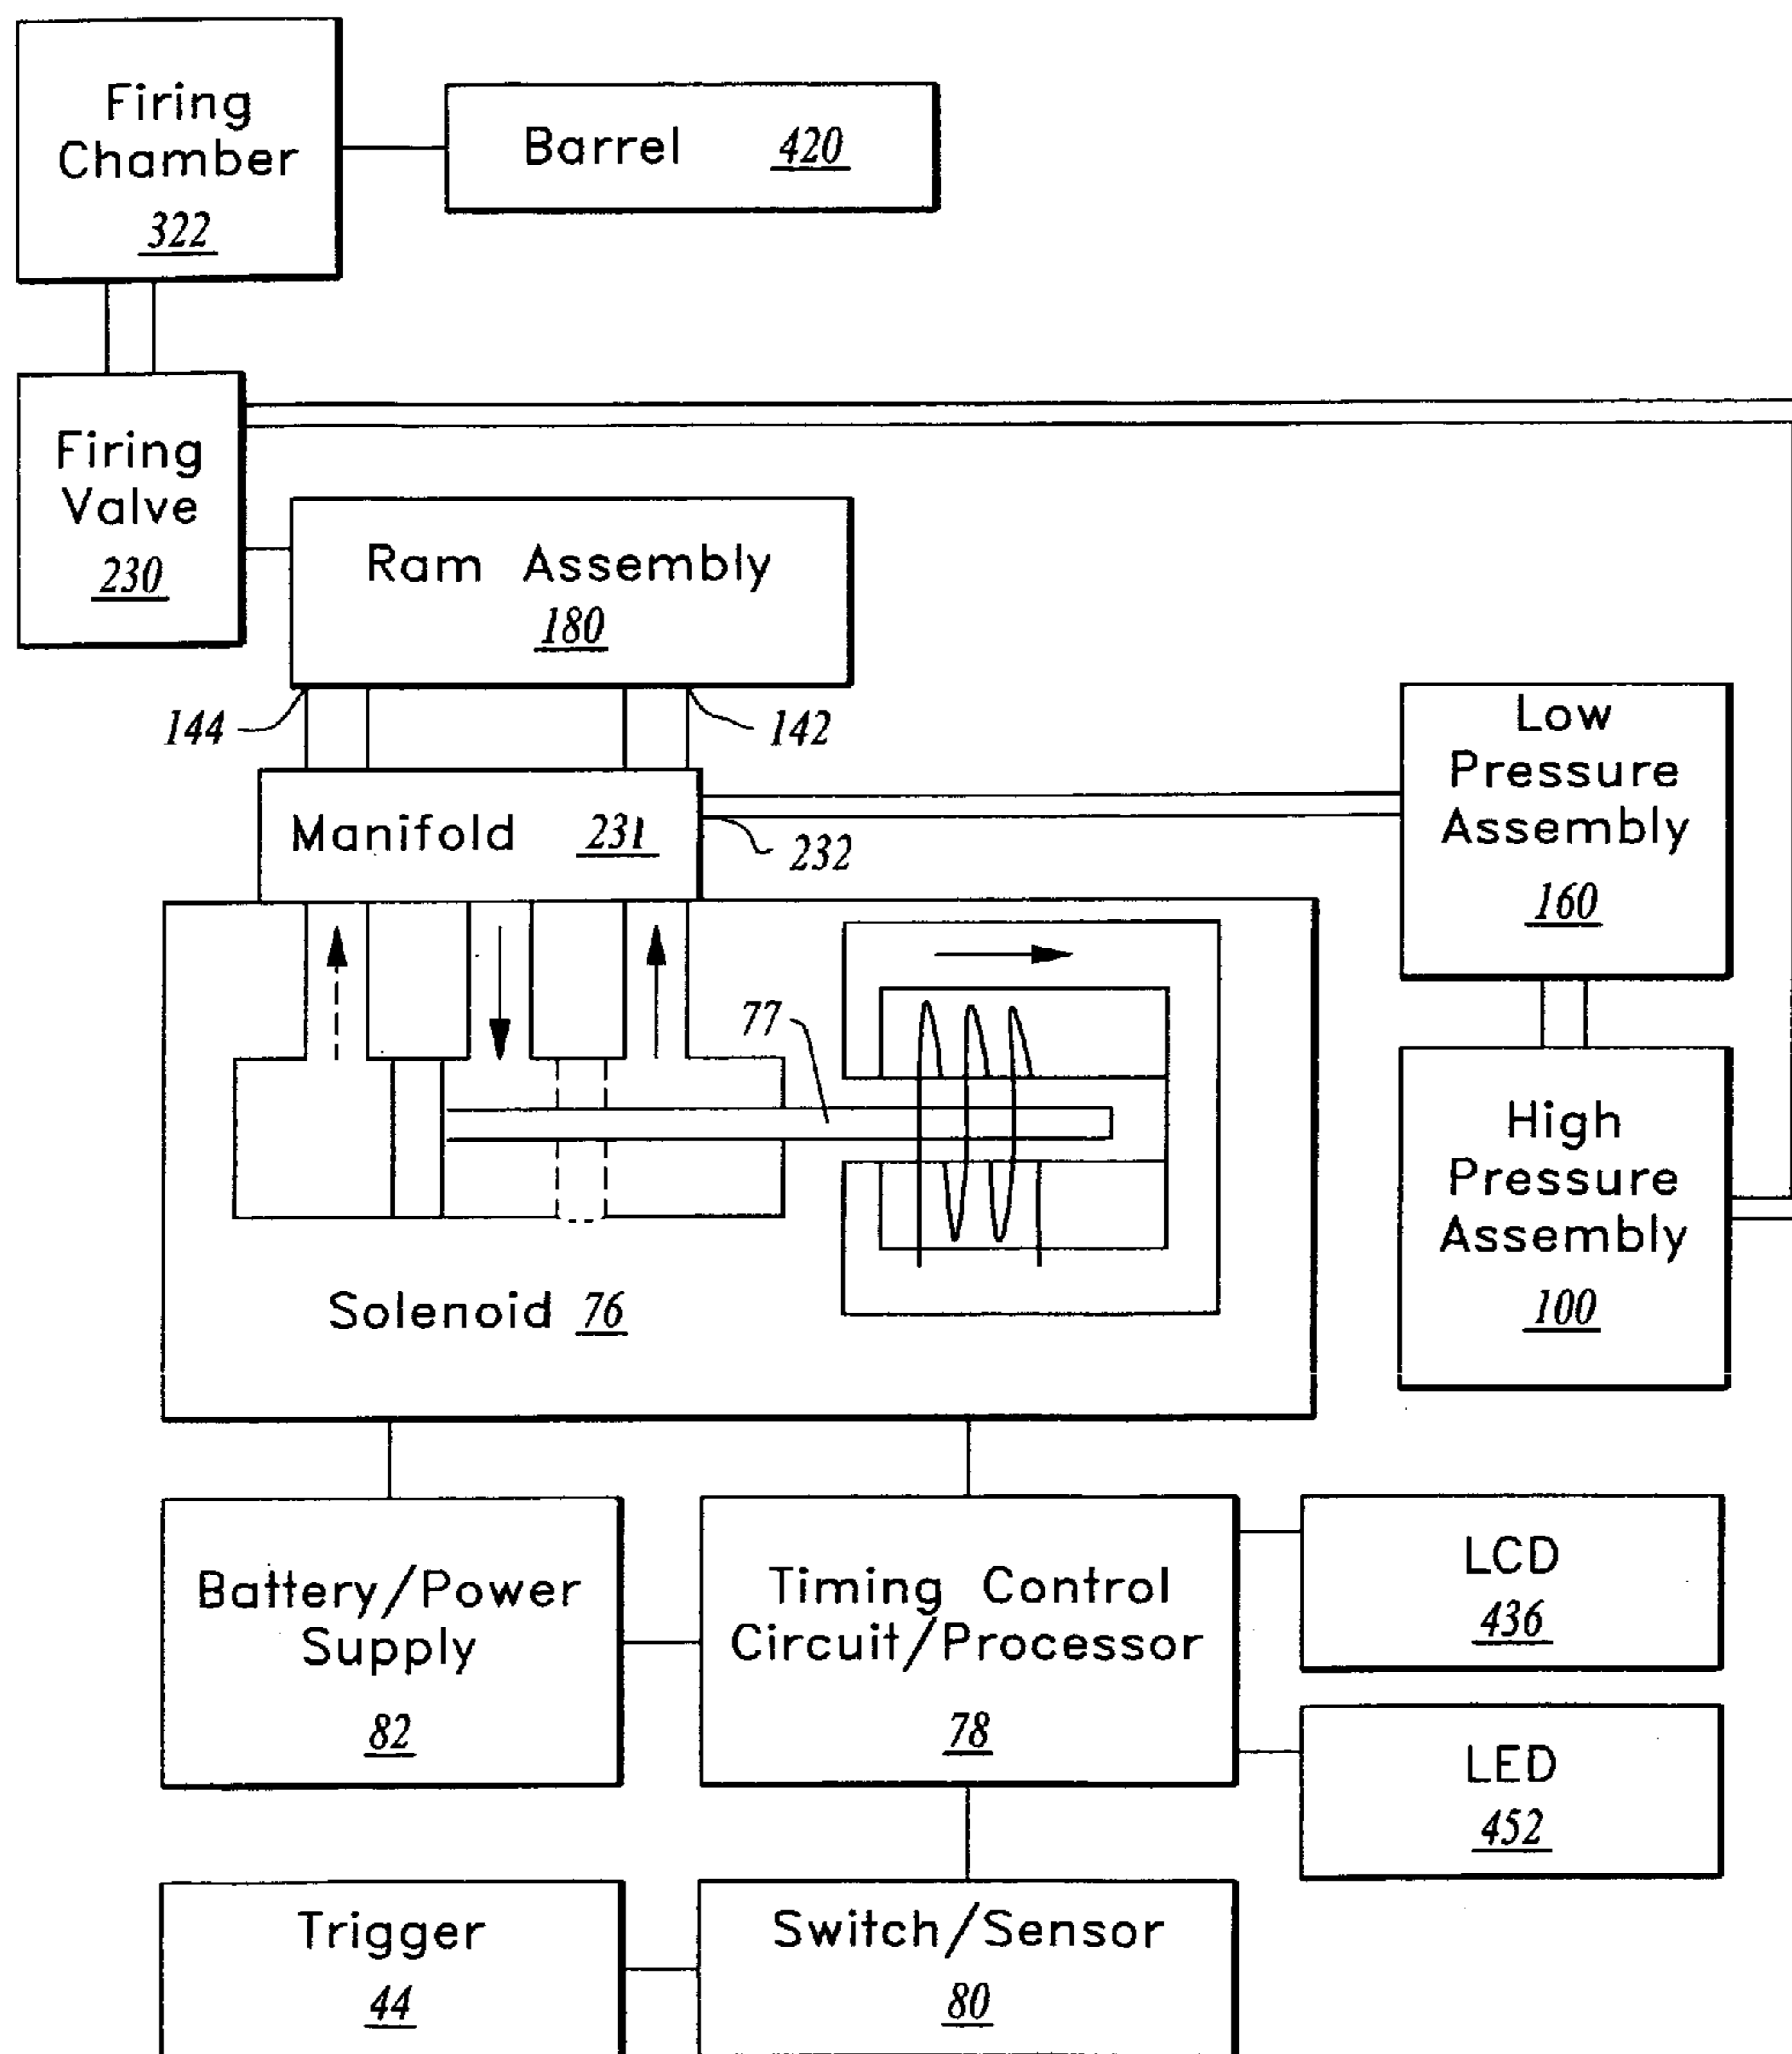 Firing
Chamber
322
Barrel 420
Firing
Valve
230
Ram Assembly
180
144
142
Low
Pressure
Assembly
160
Manifold 231
232
77
High
Pressure
Assembly
100
Solenoid 76
Battery/Power
Supply
82
Timing Control
Circuit/Processor
78
LCD
436
LED
452
Trigger
44
Switch/Sensor
80